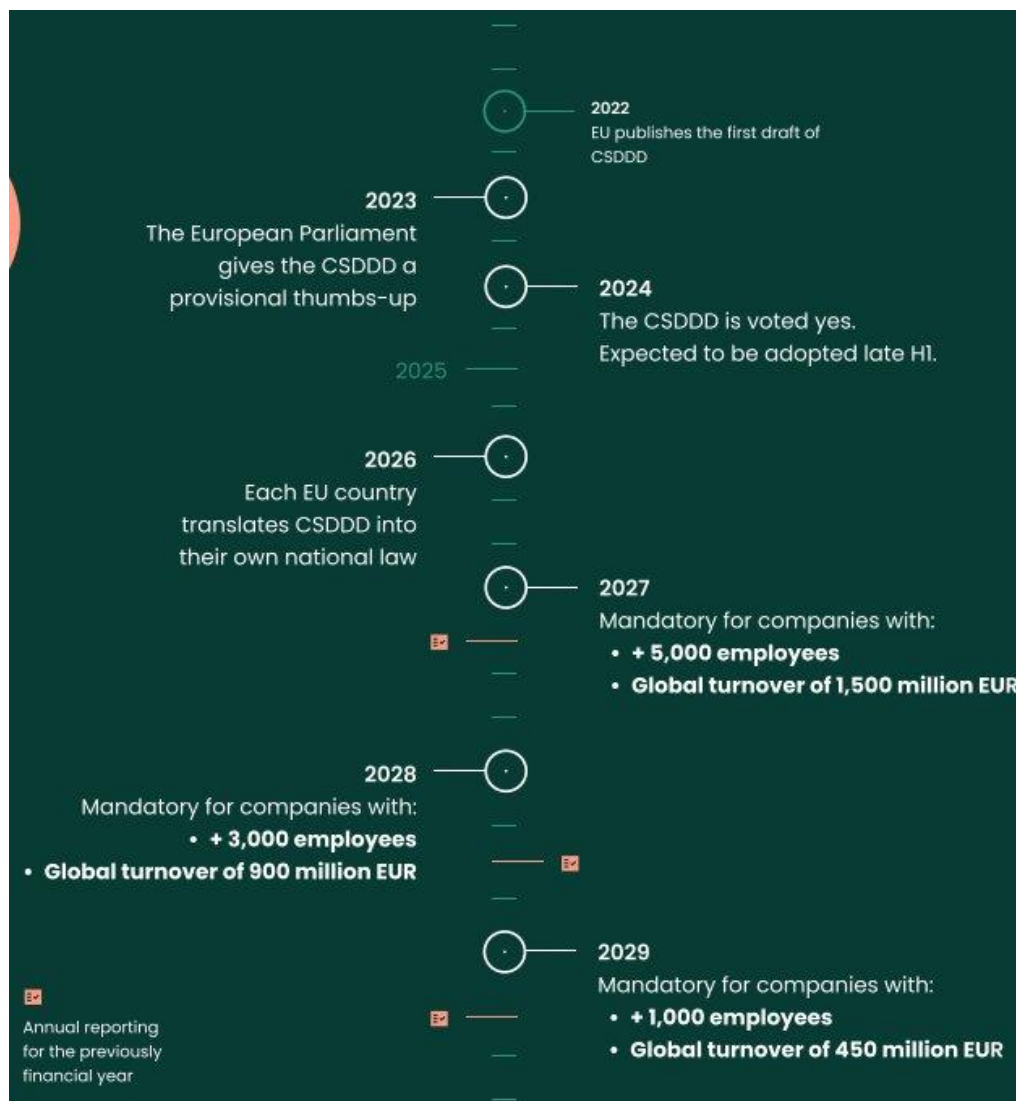 2022
EU publishes the first draft of
CSDDD
2023
The European Parliament
gives the CSDDD a
provisional thumbs-up
2024
The CSDDD is voted yes.
Expected to be adopted late H1.
2025
2026
Each EU country
translates CSDDD into
their own national law
2027
Mandatory for companies with:
• + 5,000 employees
• Global turnover of 1,500 million EUR
2028
Mandatory for companies with:
• + 3,000 employees
• Global turnover of 900 million EUR
2029
Mandatory for companies with:
• + 1,000 employees
• Global turnover of 450 million EUR
Annual reporting
for the previously
financial year